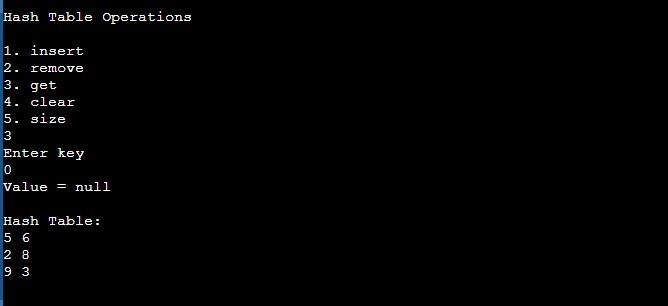 Hash Table Operations
1. insert
2. remove
3. get
4. clear
5. size
3
Enter key
0
Value = null
Hash Table:
5 6
2 8
9 3